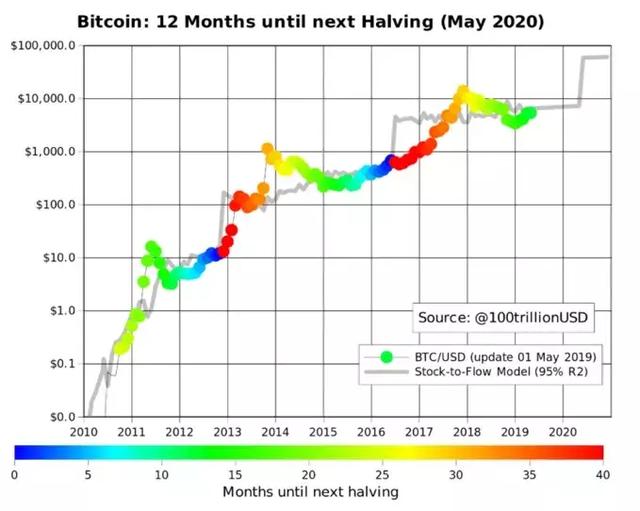 Bitcoin: 12 Months until next Halving (May 2020)
$100,000.0
$10,000.0
$1,000.0
$100.0
$10.0
$1.0
$0.1
$0.0
Source: @100trillionUSD
BTC/USD (update 01 May 2019)
Stock-to-Flow Model (95% R2)
2010 2011 2012 2013 2014 2015 2016 2017 2018 2019 2020
0 5 10 15 20 25 30 35 40
Months until next halving